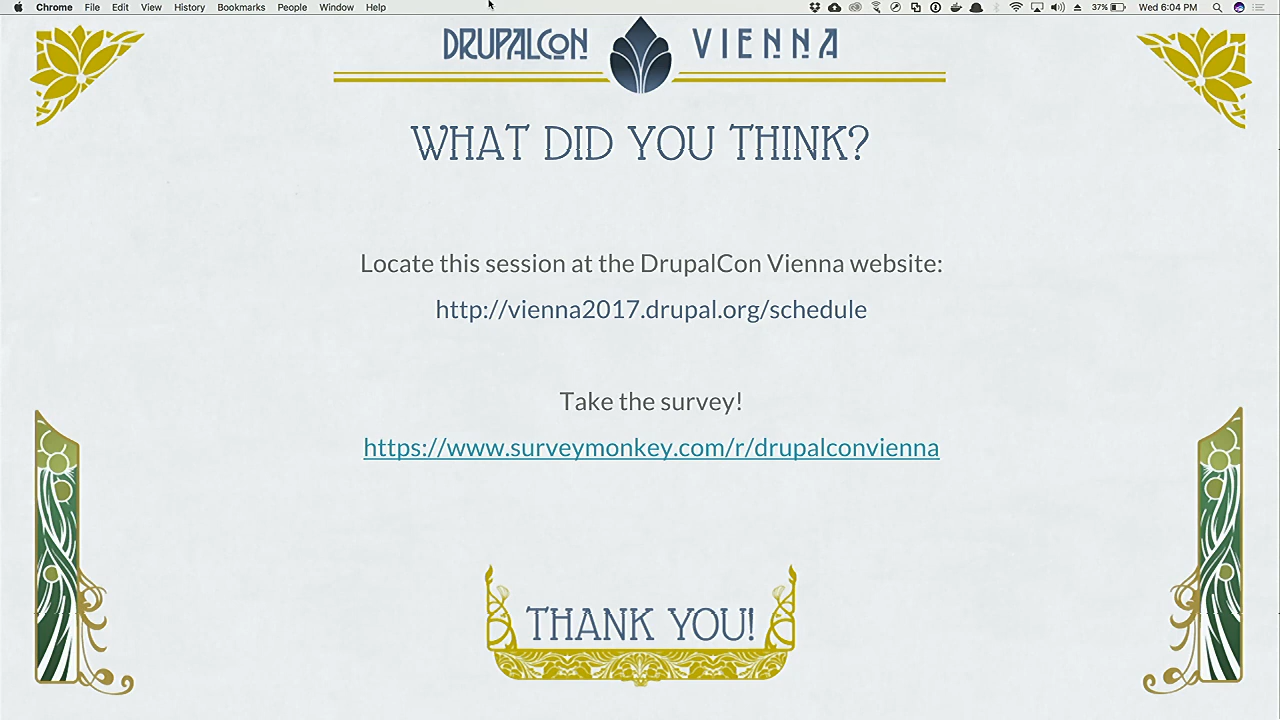 Chrome File Edit View History Bookmarks People Window Help 37% Wed 6:04 PM
DRUPALCON VIENNA
WHAT DID YOU THINK?
Locate this session at the DrupalCon Vienna website:
http://vienna2017.drupal.org/schedule
Take the survey!
https://www.surveymonkey.com/r/drupalconvienna
THANK YOU!